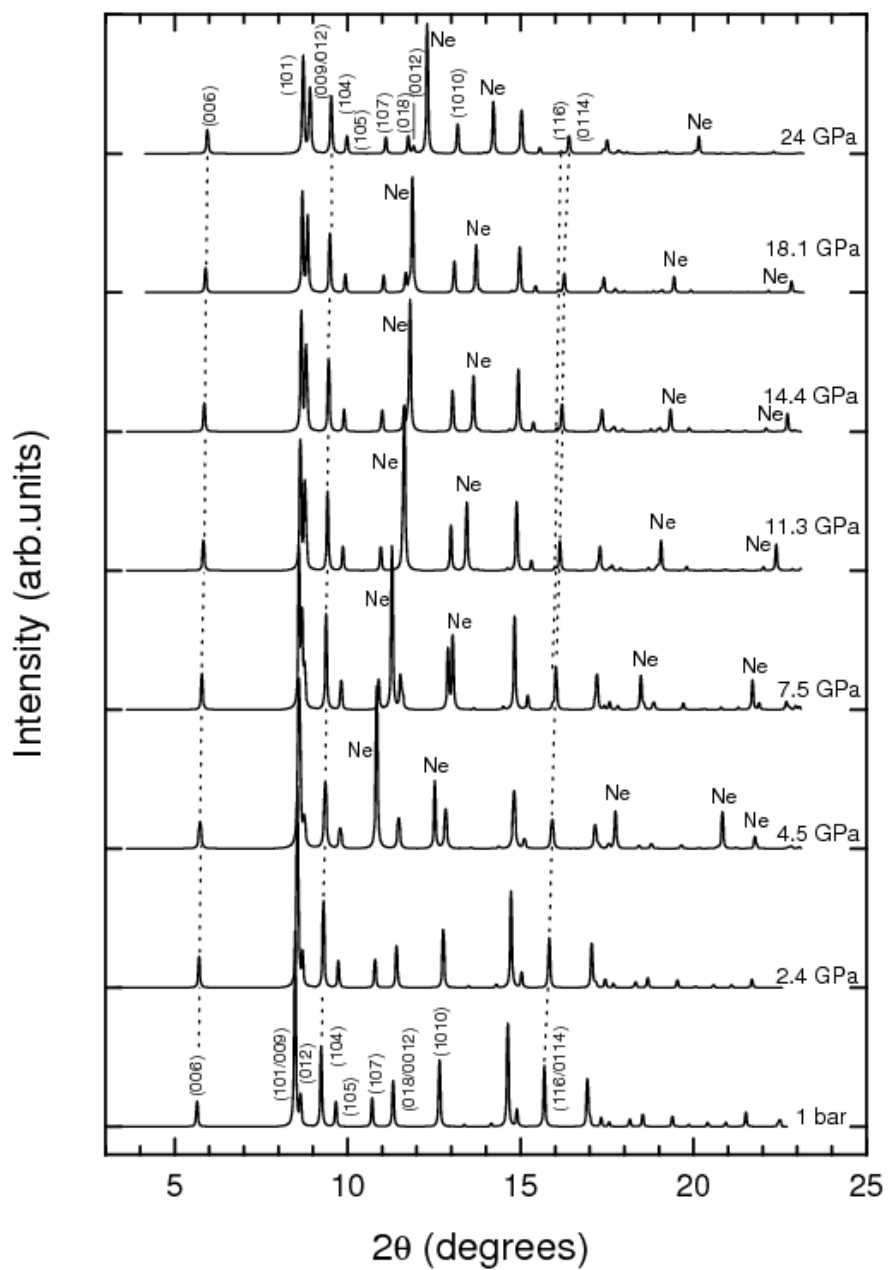 Ne
(006)
(101)
(009/012)
(104)
(105)
(107)
(018)
(0012)
(1010)
Ne
(116)
(0114)
Ne
24 GPa
Ne
Ne
Ne
Ne
18.1 GPa
Ne
Ne
Ne
Ne
14.4 GPa
Ne
Ne
Ne
Ne
11.3 GPa
Ne
Ne
Ne
Ne
7.5 GPa
Ne
Ne
Ne
Ne
Ne
4.5 GPa
2.4 GPa
(006)
(101/009)
(012)
(104)
(105)
(107)
(018/0012)
(1010)
(116/0114)
1 bar
5
10
15
20
25
2θ (degrees)
Intensity (arb.units)